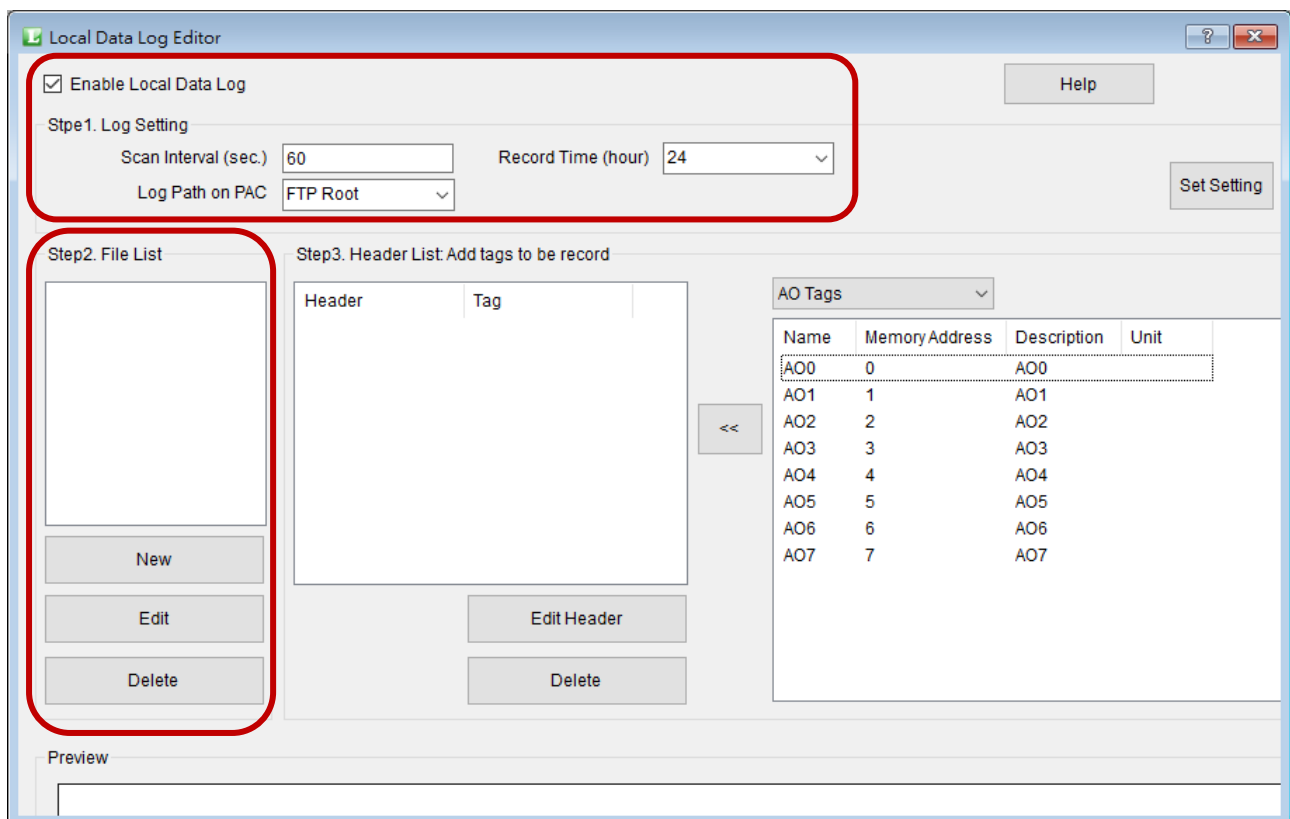 Local Data Log Editor
Enable Local Data Log
Help
Stpe1. Log Setting
Scan Interval (sec.) 60 Record Time (hour) 24
Log Path on PAC FTP Root
Set Setting
Step2. File List
New
Edit
Delete
Step3. Header List: Add tags to be record
Header Tag
Edit Header
Delete
<<
AO Tags
Name Memory Address Description Unit
AO0 0 AO0
AO1 1 AO1
AO2 2 AO2
AO3 3 AO3
AO4 4 AO4
AO5 5 AO5
AO6 6 AO6
AO7 7 AO7
Preview